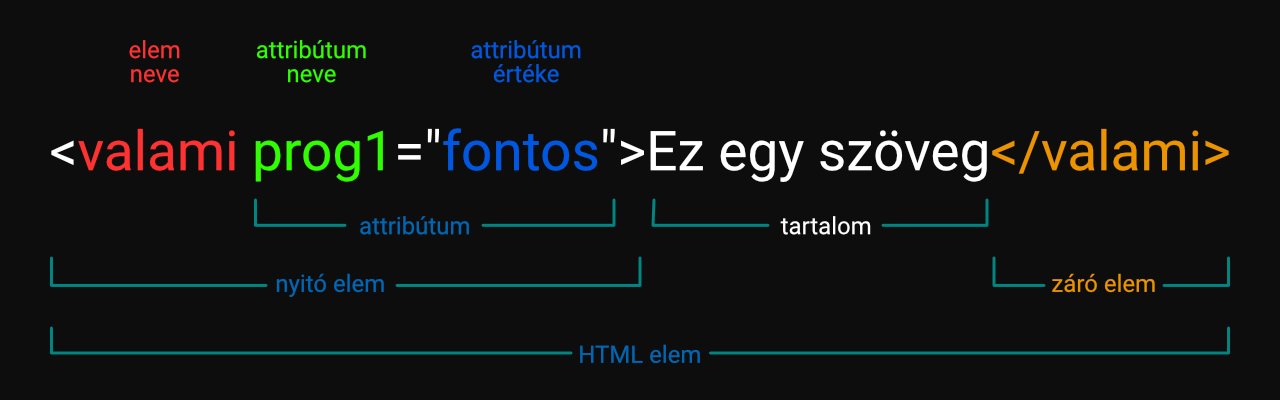 elem
neve
attribútum
neve
attribútum
értéke
<valami prog1="fontos">Ez egy szöveg</valami>
attribútum
tartalom
nyitó elem
záró elem
HTML elem